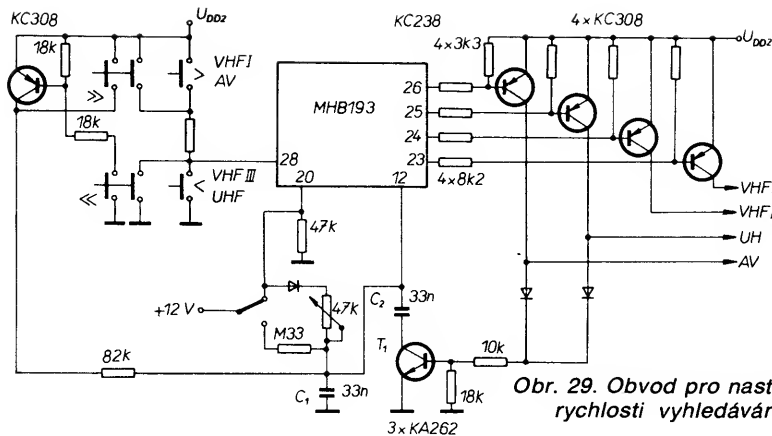 KC308
U_DD2
KC238
4×KC308
U_DD2
18k
VHF I
AV
>
≫
4×3k3
MHB193
26
25
24
23
28
20
12
4×8k2
18k
≪
<
VHF III
UHF
47k
VHF
VHF I
UH
AV
+12 V
47k
C₂
33n
M33
T₁
10k
82k
C₁
33n
18k
3×KA262
Obr. 29. Obvod pro nast
rychlosti vyhledáván